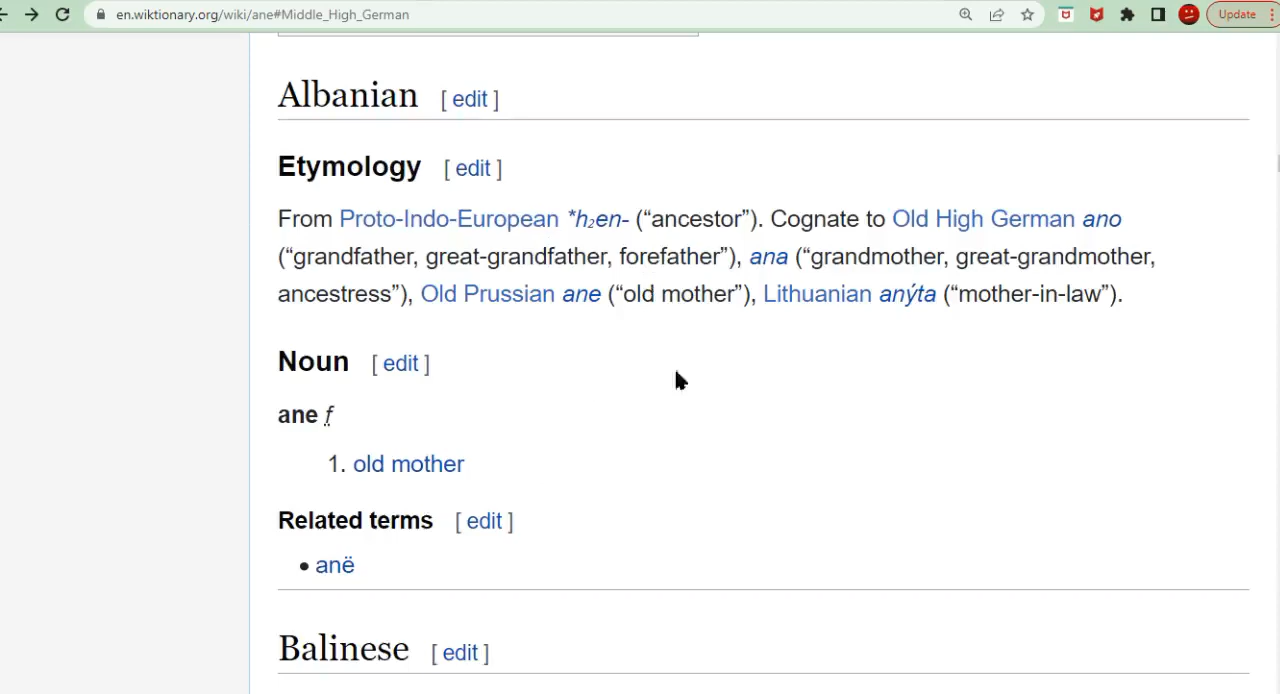 en.wiktionary.org/wiki/ane#Middle_High_German
Update
Albanian [ edit ]
Etymology [ edit ]
From Proto-Indo-European *h₂en- (“ancestor”). Cognate to Old High German ano
(“grandfather, great-grandfather, forefather”), ana (“grandmother, great-grandmother,
ancestress”), Old Prussian ane (“old mother”), Lithuanian anýta (“mother-in-law”).
Noun [ edit ]
ane f
1. old mother
Related terms [ edit ]
• anë
Balinese [ edit ]